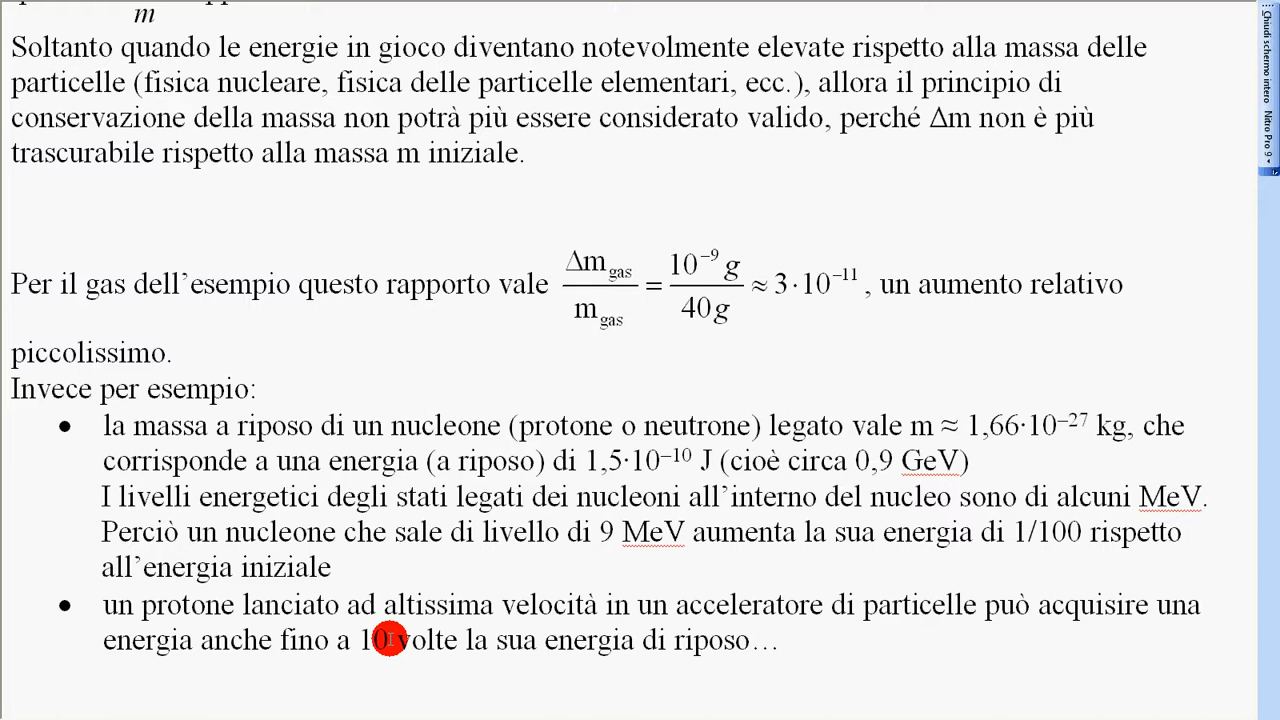 m
Soltanto quando le energie in gioco diventano notevolmente elevate rispetto alla massa delle
particelle (fisica nucleare, fisica delle particelle elementari, ecc.), allora il principio di
conservazione della massa non potrà più essere considerato valido, perché Δm non è più
trascurabile rispetto alla massa m iniziale.
Per il gas dell'esempio questo rapporto vale Δm_gas / m_gas = 10⁻⁹ g / 40 g ≈ 3·10⁻¹¹ , un aumento relativo
piccolissimo.
Invece per esempio:
• la massa a riposo di un nucleone (protone o neutrone) legato vale m ≈ 1,66·10⁻²⁷ kg, che
corrisponde a una energia (a riposo) di 1,5·10⁻¹⁰ J (cioè circa 0,9 GeV)
I livelli energetici degli stati legati dei nucleoni all'interno del nucleo sono di alcuni MeV.
Perciò un nucleone che sale di livello di 9 MeV aumenta la sua energia di 1/100 rispetto
all'energia iniziale
• un protone lanciato ad altissima velocità in un acceleratore di particelle può acquisire una
energia anche fino a 10 volte la sua energia di riposo…
Chiudi schermo intero Nitro Pro 9